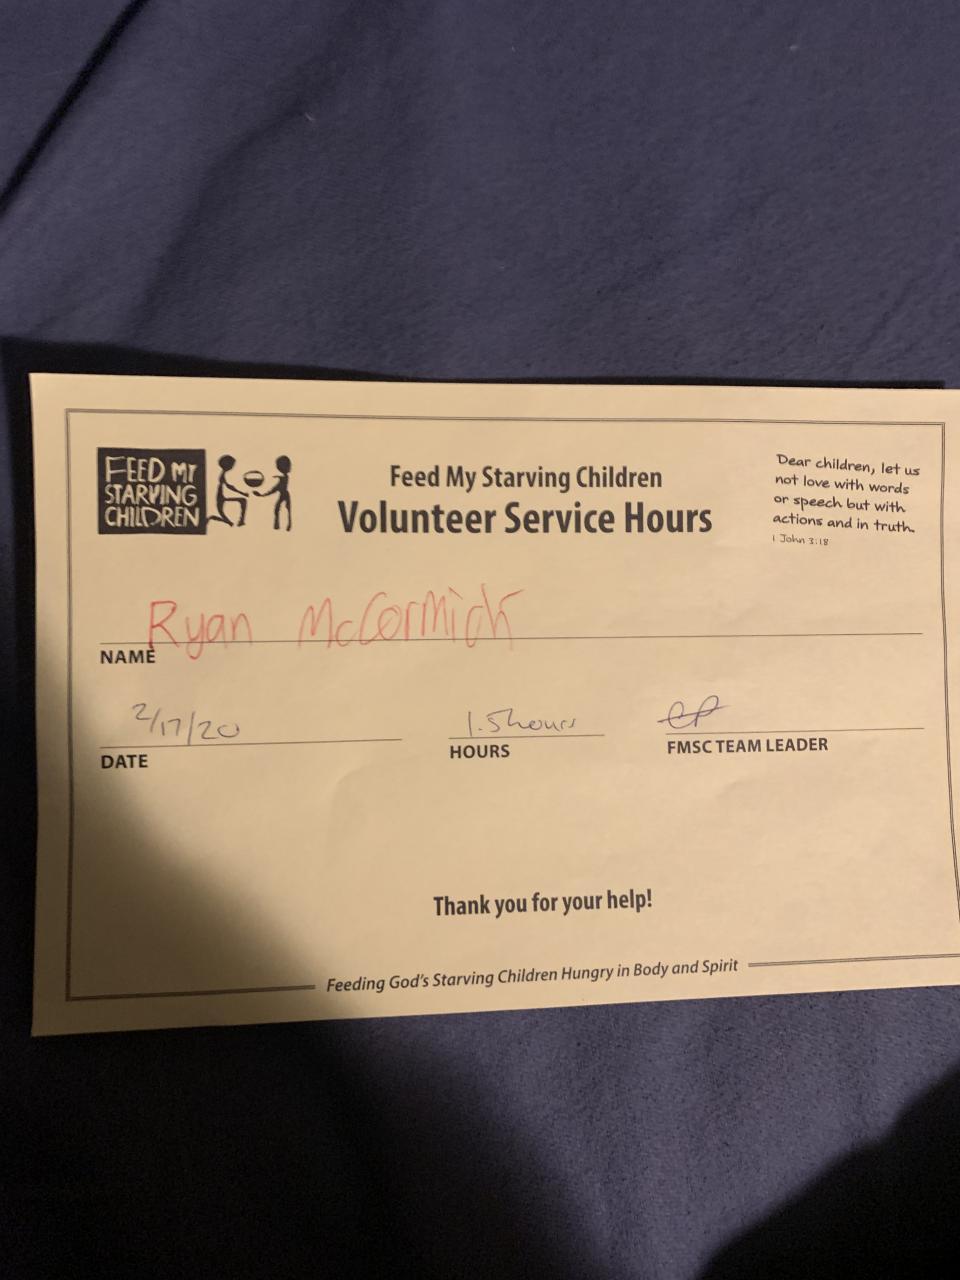 FEED MY
STARVING
CHILDREN
Feed My Starving Children
Volunteer Service Hours
Dear children, let us
not love with words
or speech but with
actions and in truth.
1 John 3:18
Ryan McCormick
NAME
2/17/20 1.5 hours
DATE HOURS FMSC TEAM LEADER
Thank you for your help!
Feeding God's Starving Children Hungry in Body and Spirit